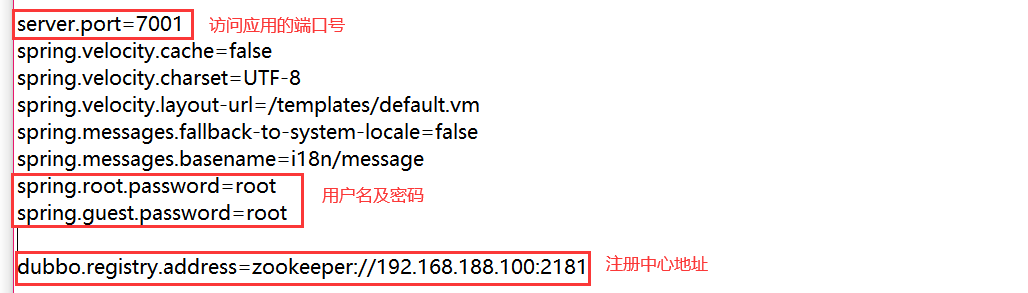 server.port=7001 访问应用的端口号
spring.velocity.cache=false
spring.velocity.charset=UTF-8
spring.velocity.layout-url=/templates/default.vm
spring.messages.fallback-to-system-locale=false
spring.messages.basename=i18n/message
spring.root.password=root
用户名及密码
spring.guest.password=root
dubbo.registry.address=zookeeper://192.168.188.100:2181 注册中心地址